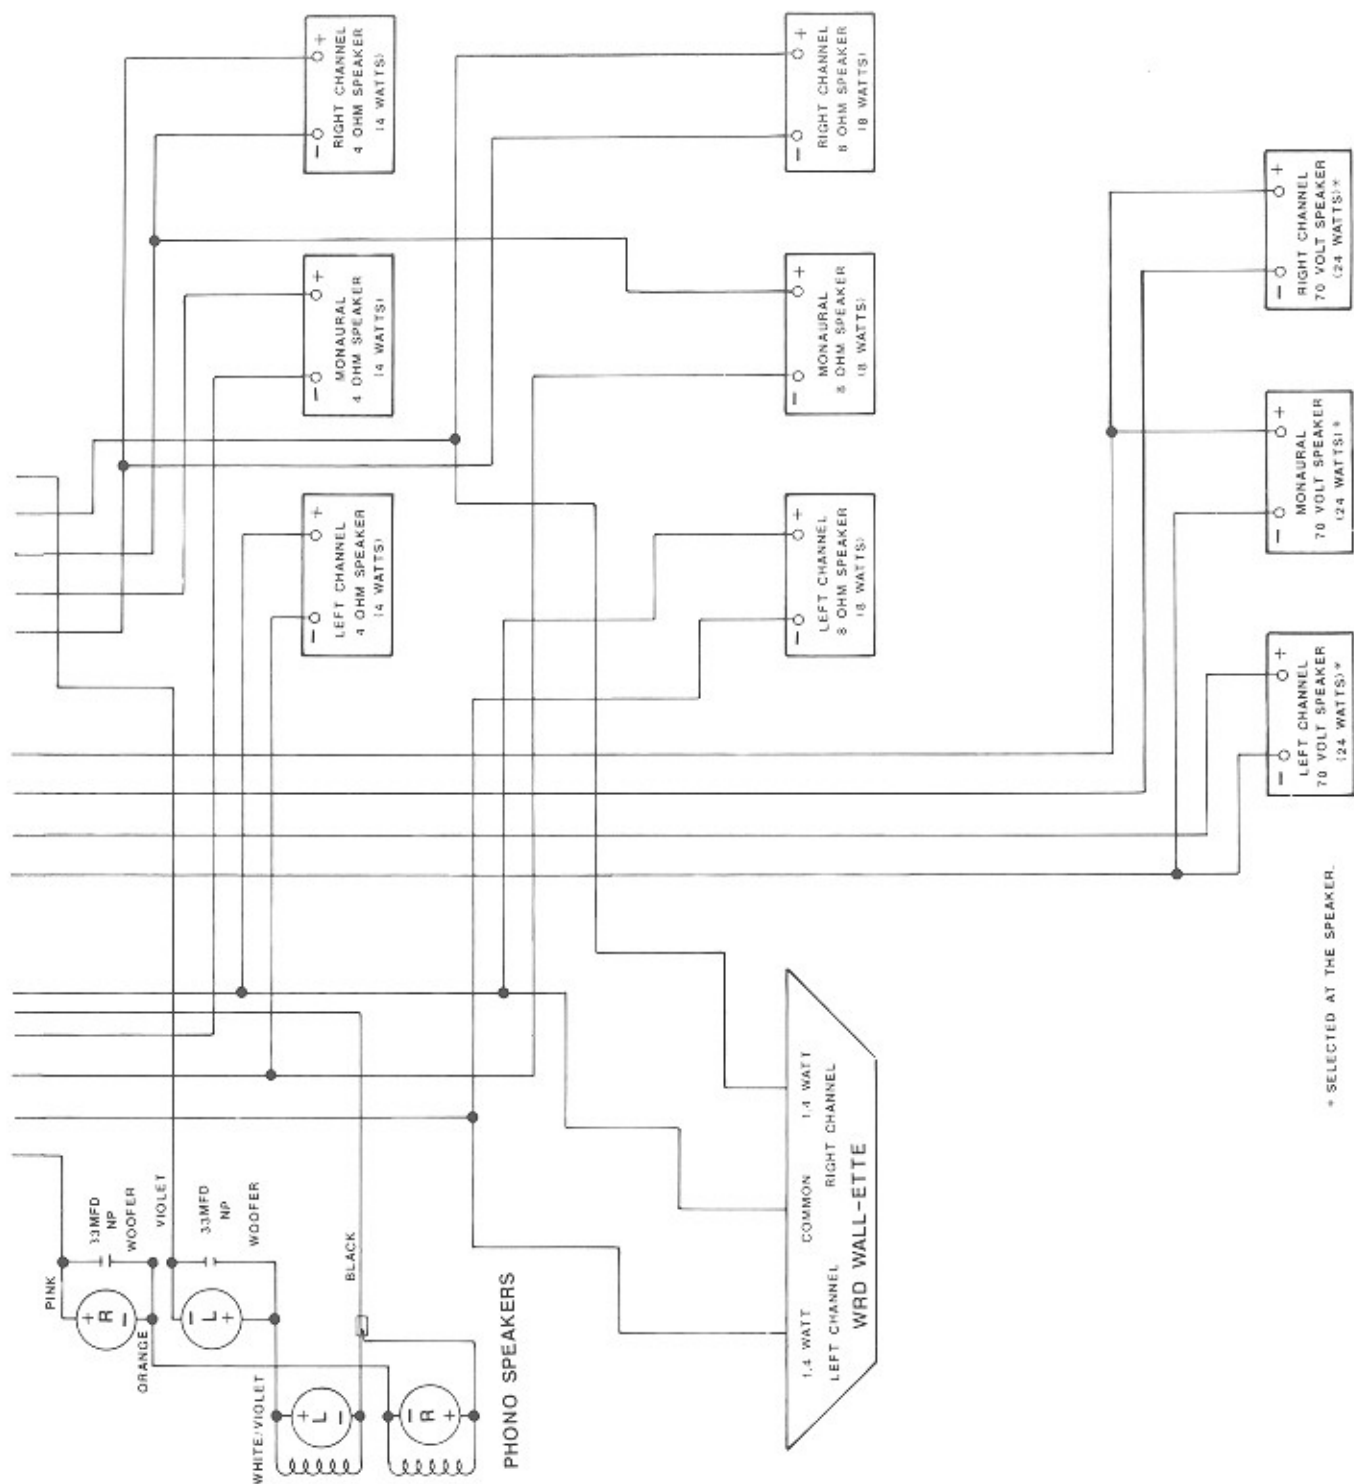 +
−
RIGHT CHANNEL
4 OHM SPEAKER
(4 WATTS)
+
−
RIGHT CHANNEL
8 OHM SPEAKER
(8 WATTS)
+
−
RIGHT CHANNEL
70 VOLT SPEAKER
(24 WATTS)*
+
−
MONAURAL
4 OHM SPEAKER
(4 WATTS)
+
−
MONAURAL
8 OHM SPEAKER
(8 WATTS)
+
−
MONAURAL
70 VOLT SPEAKER
(24 WATTS)*
+
−
LEFT CHANNEL
4 OHM SPEAKER
(4 WATTS)
+
−
LEFT CHANNEL
8 OHM SPEAKER
(8 WATTS)
+
−
LEFT CHANNEL
70 VOLT SPEAKER
(24 WATTS)*
* SELECTED AT THE SPEAKER.
PINK
33MFD
NP
WOOFER
+
R
−
ORANGE
VIOLET
33MFD
NP
WOOFER
−
L
+
WHITE/VIOLET
+
L
−
BLACK
−
R
+
PHONO SPEAKERS
1.4 WATT
COMMON
1.4 WATT
LEFT CHANNEL
RIGHT CHANNEL
WRD WALL-ETTE